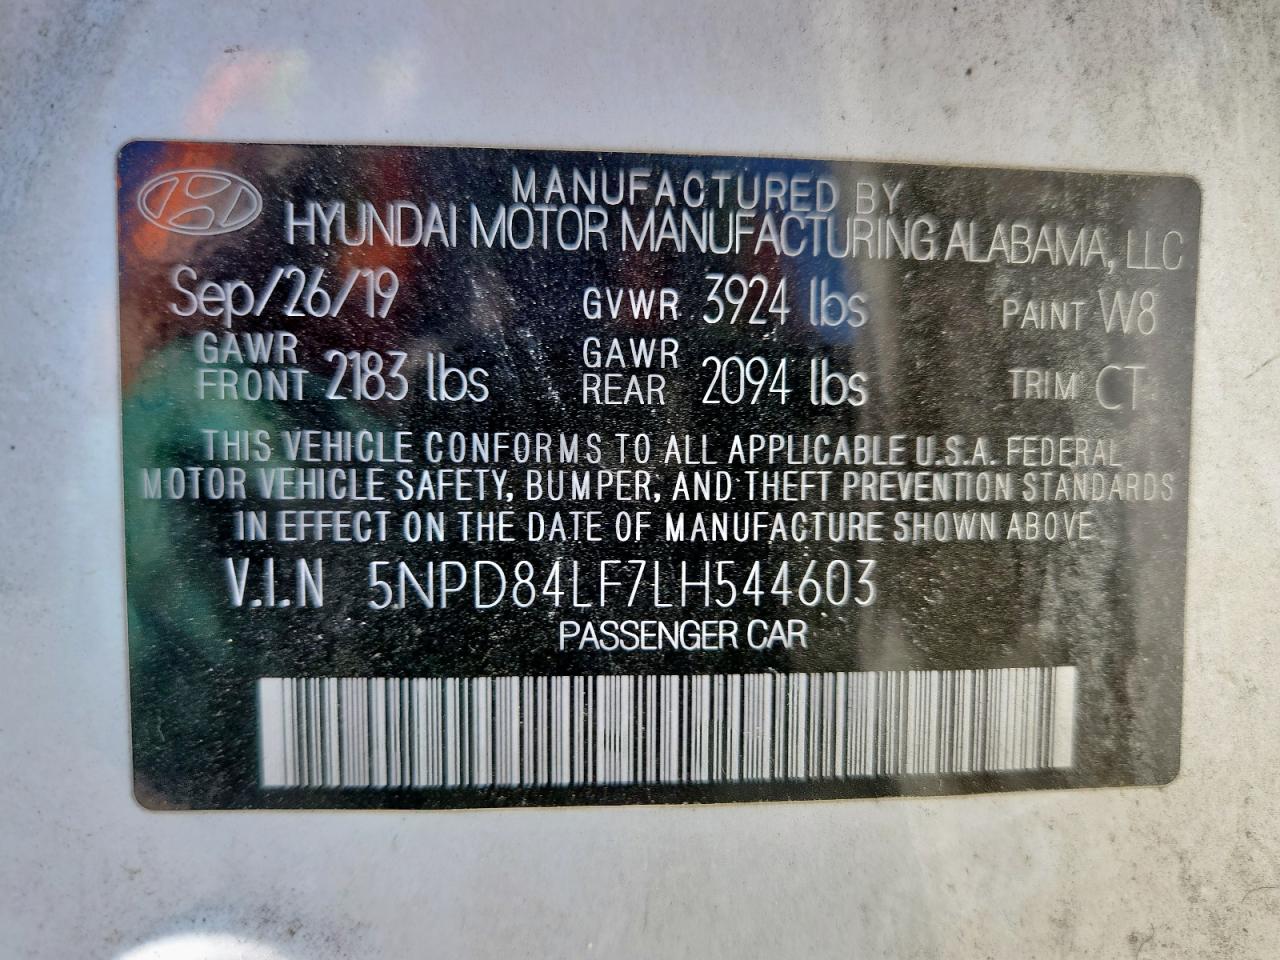 MANUFACTURED BY
HYUNDAI MOTOR MANUFACTURING ALABAMA, LLC
Sep/26/19 GVWR 3924 lbs PAINT W8
GAWR FRONT 2183 lbs GAWR REAR 2094 lbs TRIM CT
THIS VEHICLE CONFORMS TO ALL APPLICABLE U.S.A. FEDERAL
MOTOR VEHICLE SAFETY, BUMPER, AND THEFT PREVENTION STANDARDS
IN EFFECT ON THE DATE OF MANUFACTURE SHOWN ABOVE
V.I.N 5NPD84LF7LH544603
PASSENGER CAR